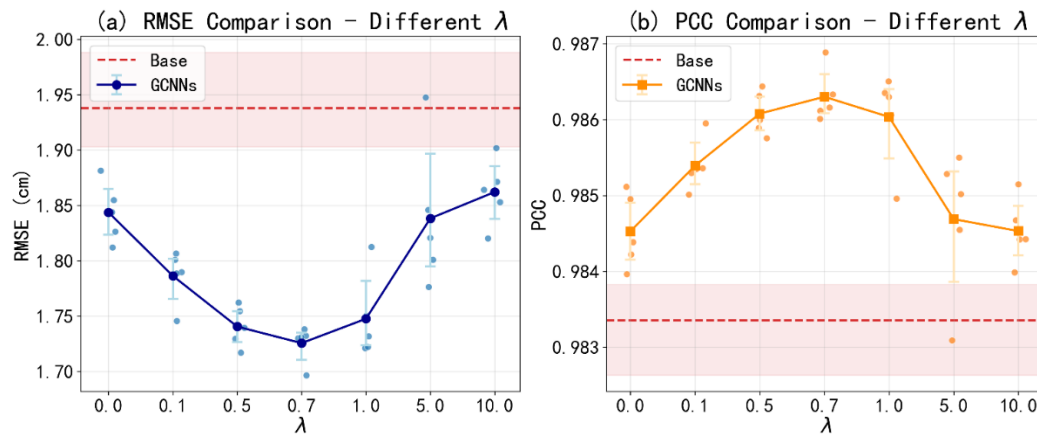 (a) RMSE Comparison - Different λ
2.00
1.95
1.90
1.85
1.80
1.75
1.70
RMSE (cm)
Base
GCNNs
0.0 0.1 0.5 0.7 1.0 5.0 10.0
λ
(b) PCC Comparison - Different λ
0.987
0.986
0.985
0.984
0.983
PCC
Base
GCNNs
0.0 0.1 0.5 0.7 1.0 5.0 10.0
λ